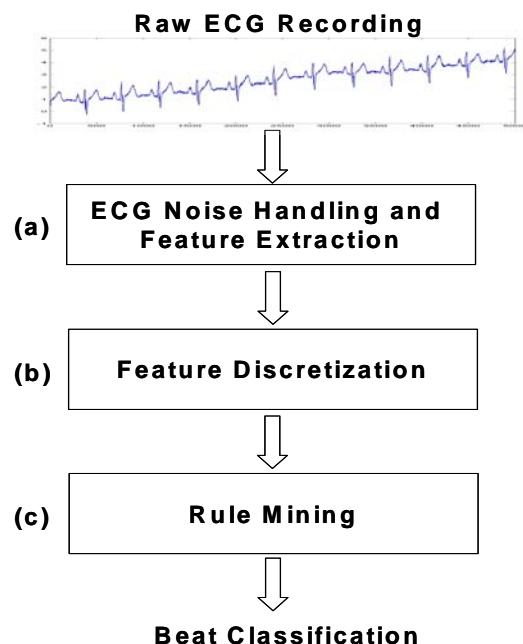 Raw ECG Recording
(a)
ECG Noise Handling and
Feature Extraction
(b)
Feature Discretization
(c)
Rule Mining
Beat Classification